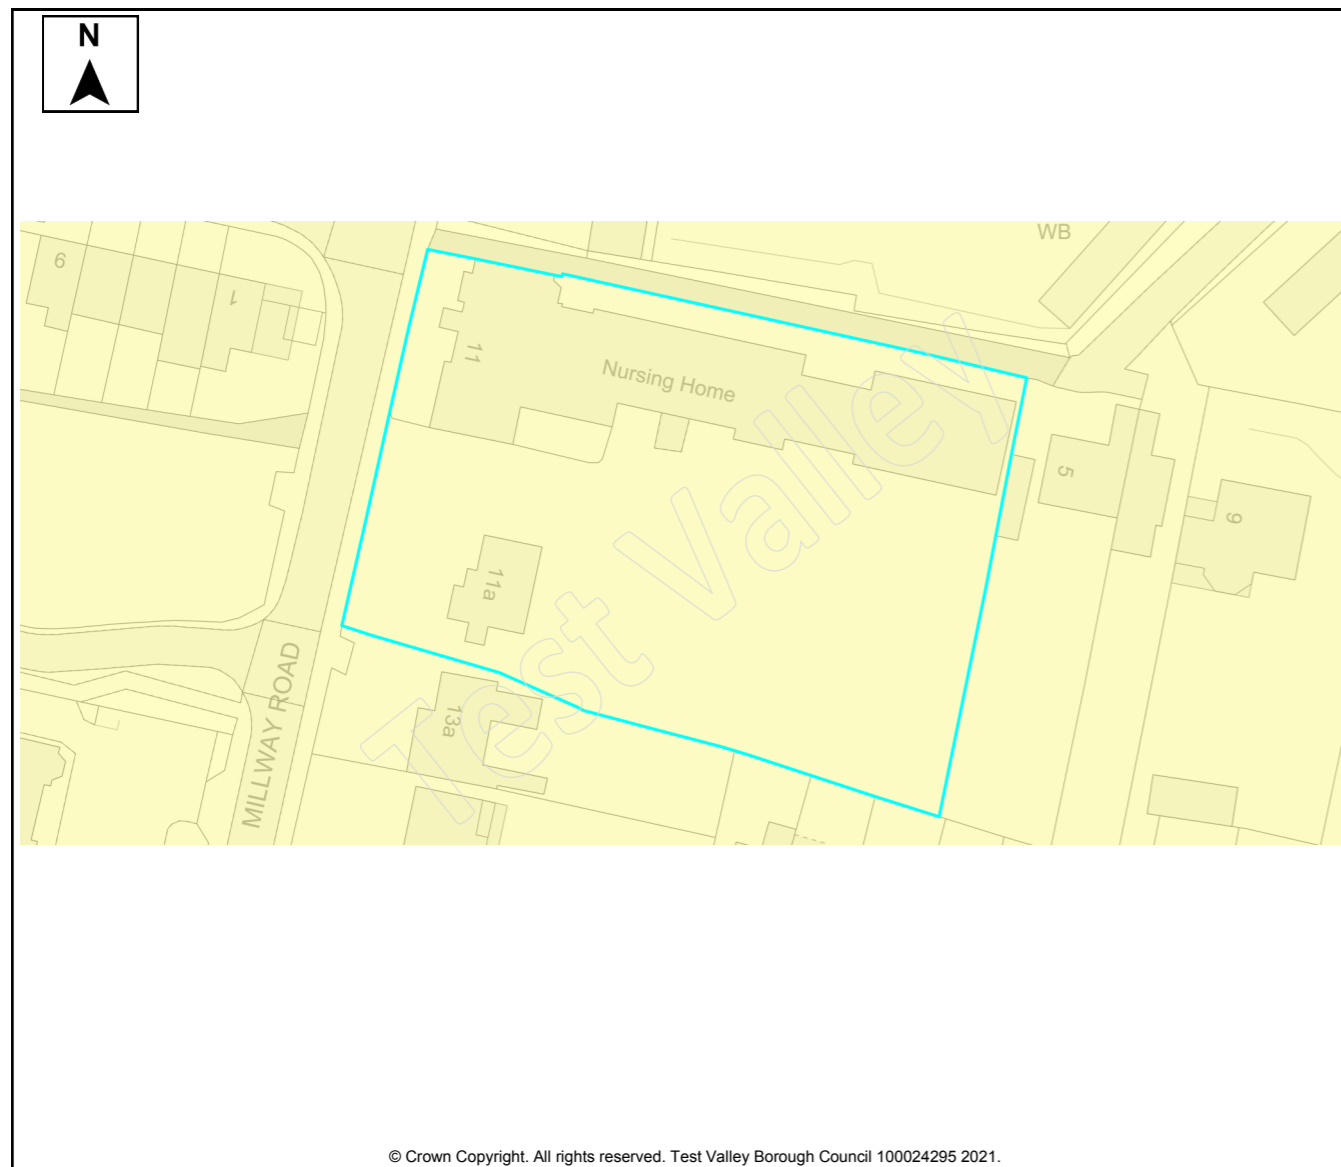 N
WB
9
1
11
Nursing Home
5
9
11a
13a
MILLWAY ROAD
Test Valley
© Crown Copyright. All rights reserved. Test Valley Borough Council 100024295 2021.